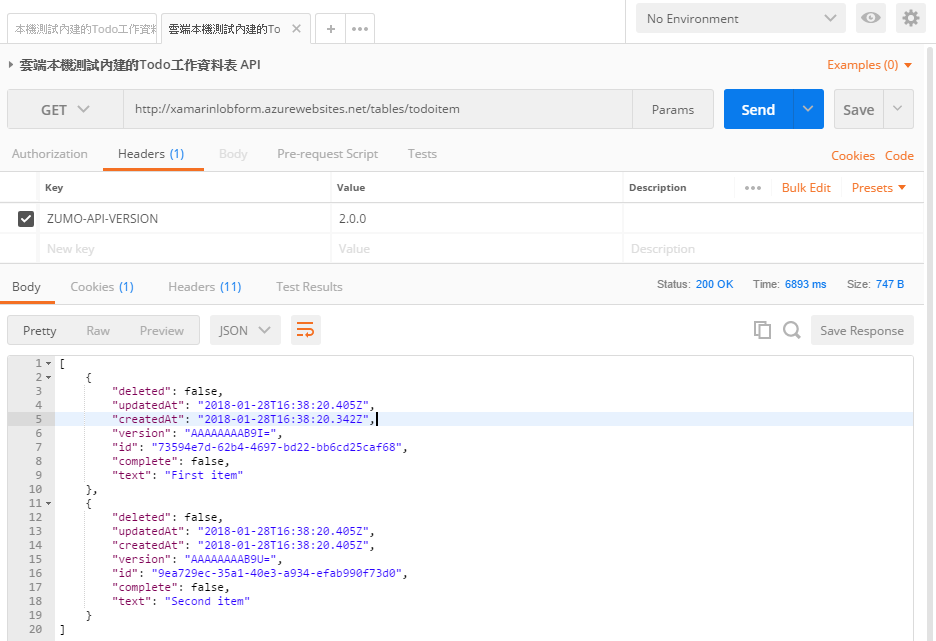 本機測試內建的Todo工作資料
雲端本機測試內建的To
No Environment
雲端本機測試內建的Todo工作資料表 API
Examples (0)
GET
http://xamarinlobform.azurewebsites.net/tables/todoitem
Params
Send
Save
Authorization
Headers (1)
Body
Pre-request Script
Tests
Cookies
Code
Key
Value
Description
Bulk Edit
Presets
ZUMO-API-VERSION
2.0.0
New key
Value
Description
Body
Cookies (1)
Headers (11)
Test Results
Status: 200 OK
Time: 6893 ms
Size: 747 B
Pretty
Raw
Preview
JSON
Save Response
1 [
2 {
3 "deleted": false,
4 "updatedAt": "2018-01-28T16:38:20.405Z",
5 "createdAt": "2018-01-28T16:38:20.342Z",
6 "version": "AAAAAAAAB9I=",
7 "id": "73594e7d-62b4-4697-bd22-bb6cd25caf68",
8 "complete": false,
9 "text": "First item"
10 },
11 {
12 "deleted": false,
13 "updatedAt": "2018-01-28T16:38:20.405Z",
14 "createdAt": "2018-01-28T16:38:20.405Z",
15 "version": "AAAAAAAAB9U=",
16 "id": "9ea729ec-35a1-40e3-a934-efab990f73d0",
17 "complete": false,
18 "text": "Second item"
19 }
20 ]